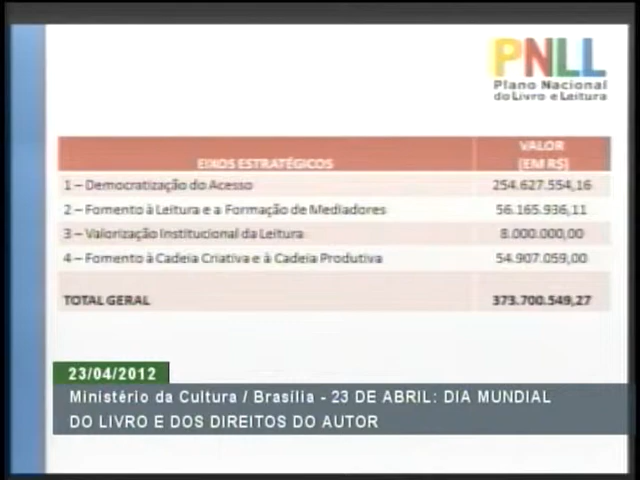 PNLL
Plano Nacional
do Livro e Leitura
EIXOS ESTRATÉGICOS
VALOR
(EM R$)
1 – Democratização do Acesso 254.627.554,16
2 – Fomento à Leitura e a Formação de Mediadores 56.165.936,11
3 – Valorização Institucional da Leitura 8.000.000,00
4 – Fomento à Cadeia Criativa e à Cadeia Produtiva 54.907.059,00
TOTAL GERAL 373.700.549,27
23/04/2012
Ministério da Cultura / Brasília - 23 DE ABRIL: DIA MUNDIAL
DO LIVRO E DOS DIREITOS DO AUTOR